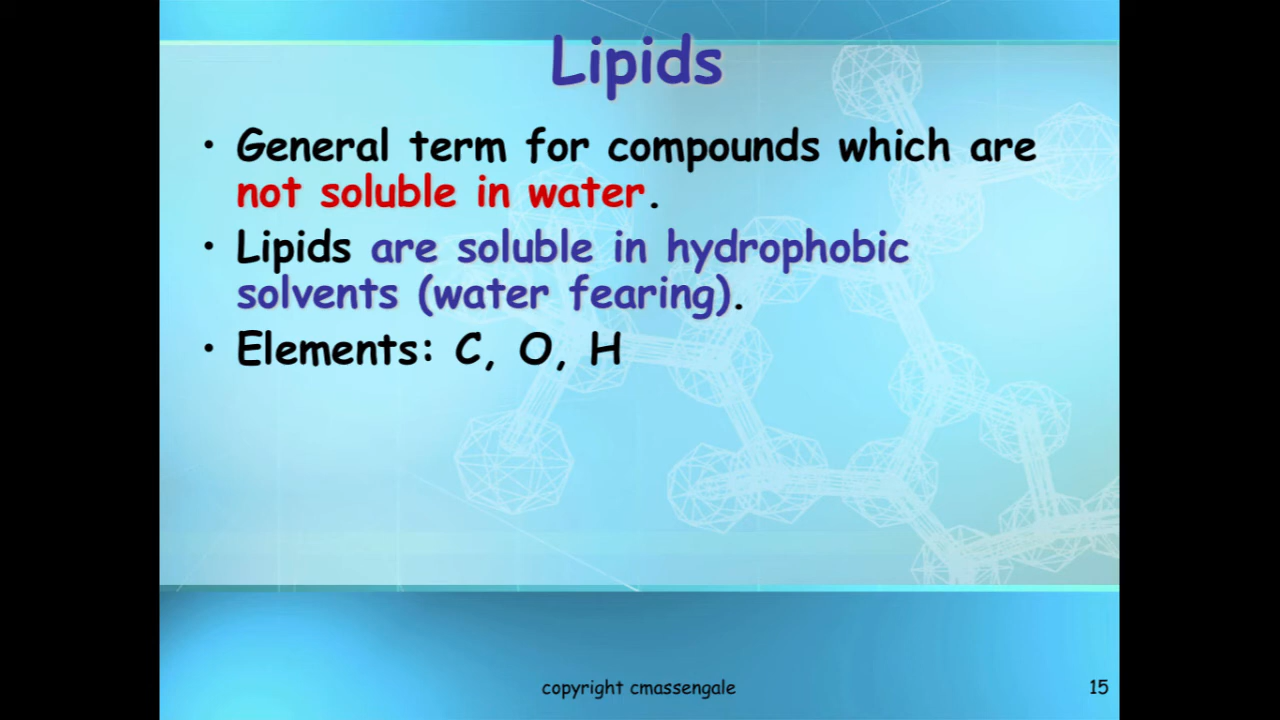 Lipids
• General term for compounds which are
not soluble in water.
• Lipids are soluble in hydrophobic
solvents (water fearing).
• Elements: C, O, H
copyright cmassengale
15